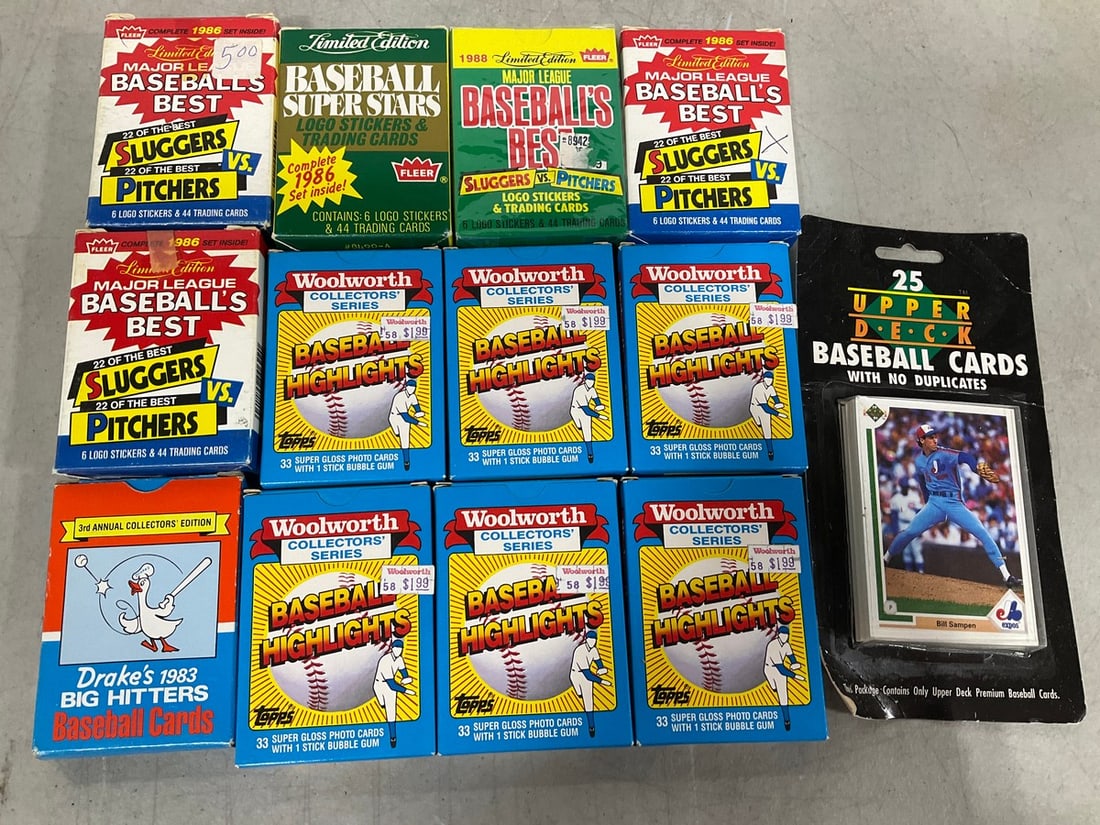 FLEER COMPLETE 1986 SET INSIDE!
Limited
5.00
MAJOR
BASEBALL'S
BEST
22 OF THE BEST
SLUGGERS
VS.
22 OF THE BEST
PITCHERS
6 LOGO STICKERS & 44 TRADING CARDS
Limited Edition
BASEBALL
SUPER STARS
LOGO STICKERS &
TRADING CARDS
Complete
1986
Set inside!
FLEER
CONTAINS: 6 LOGO STICKERS
& 44 TRADING CARDS
1988 Limited Edition FLEER
MAJOR LEAGUE
BASEBALL'S
BEST
SLUGGERS VS. PITCHERS
LOGO STICKERS
& TRADING CARDS
6 LOGO STICKERS & 44 TRADING CARDS
FLEER COMPLETE 1986 SET INSIDE!
Limited Edition
MAJOR LEAGUE
BASEBALL'S
BEST
22 OF THE BEST
SLUGGERS
X
VS.
22 OF THE BEST
PITCHERS
6 LOGO STICKERS & 44 TRADING CARDS
FLEER COMPLETE 1986 SET INSIDE!
Limited Edition
MAJOR LEAGUE
BASEBALL'S
BEST
22 OF THE BEST
SLUGGERS
VS.
22 OF THE BEST
PITCHERS
6 LOGO STICKERS & 44 TRADING CARDS
Woolworth
COLLECTORS'
SERIES
Woolworth
58 $1.99
BASEBALL
HIGHLIGHTS
TOPPS
33 SUPER GLOSS PHOTO CARDS
WITH 1 STICK BUBBLE GUM
Woolworth
COLLECTORS'
SERIES
Woolworth
58 $1.99
BASEBALL
HIGHLIGHTS
TOPPS
33 SUPER GLOSS PHOTO CARDS
WITH 1 STICK BUBBLE GUM
Woolworth
COLLECTORS'
SERIES
Woolworth
58 $1.99
BASEBALL
HIGHLIGHTS
TOPPS
33 SUPER GLOSS PHOTO CARDS
WITH 1 STICK BUBBLE GUM
25
UPPER
DECK
BASEBALL CARDS
WITH NO DUPLICATES
Bill Sampen
expos
Package Contains Only Upper Deck Premium Baseball Cards.
3rd ANNUAL COLLECTORS' EDITION
Drake's 1983
BIG HITTERS
Baseball Cards
Woolworth
COLLECTORS'
SERIES
Woolworth
58 $1.99
BASEBALL
HIGHLIGHTS
TOPPS
33 SUPER GLOSS PHOTO CARDS
WITH 1 STICK BUBBLE GUM
Woolworth
COLLECTORS'
SERIES
Woolworth
58 $1.99
BASEBALL
HIGHLIGHTS
TOPPS
33 SUPER GLOSS PHOTO CARDS
WITH 1 STICK BUBBLE GUM
Woolworth
COLLECTORS'
SERIES
Woolworth
58 $1.99
BASEBALL
HIGHLIGHTS
TOPPS
33 SUPER GLOSS PHOTO CARDS
WITH 1 STICK BUBBLE GUM